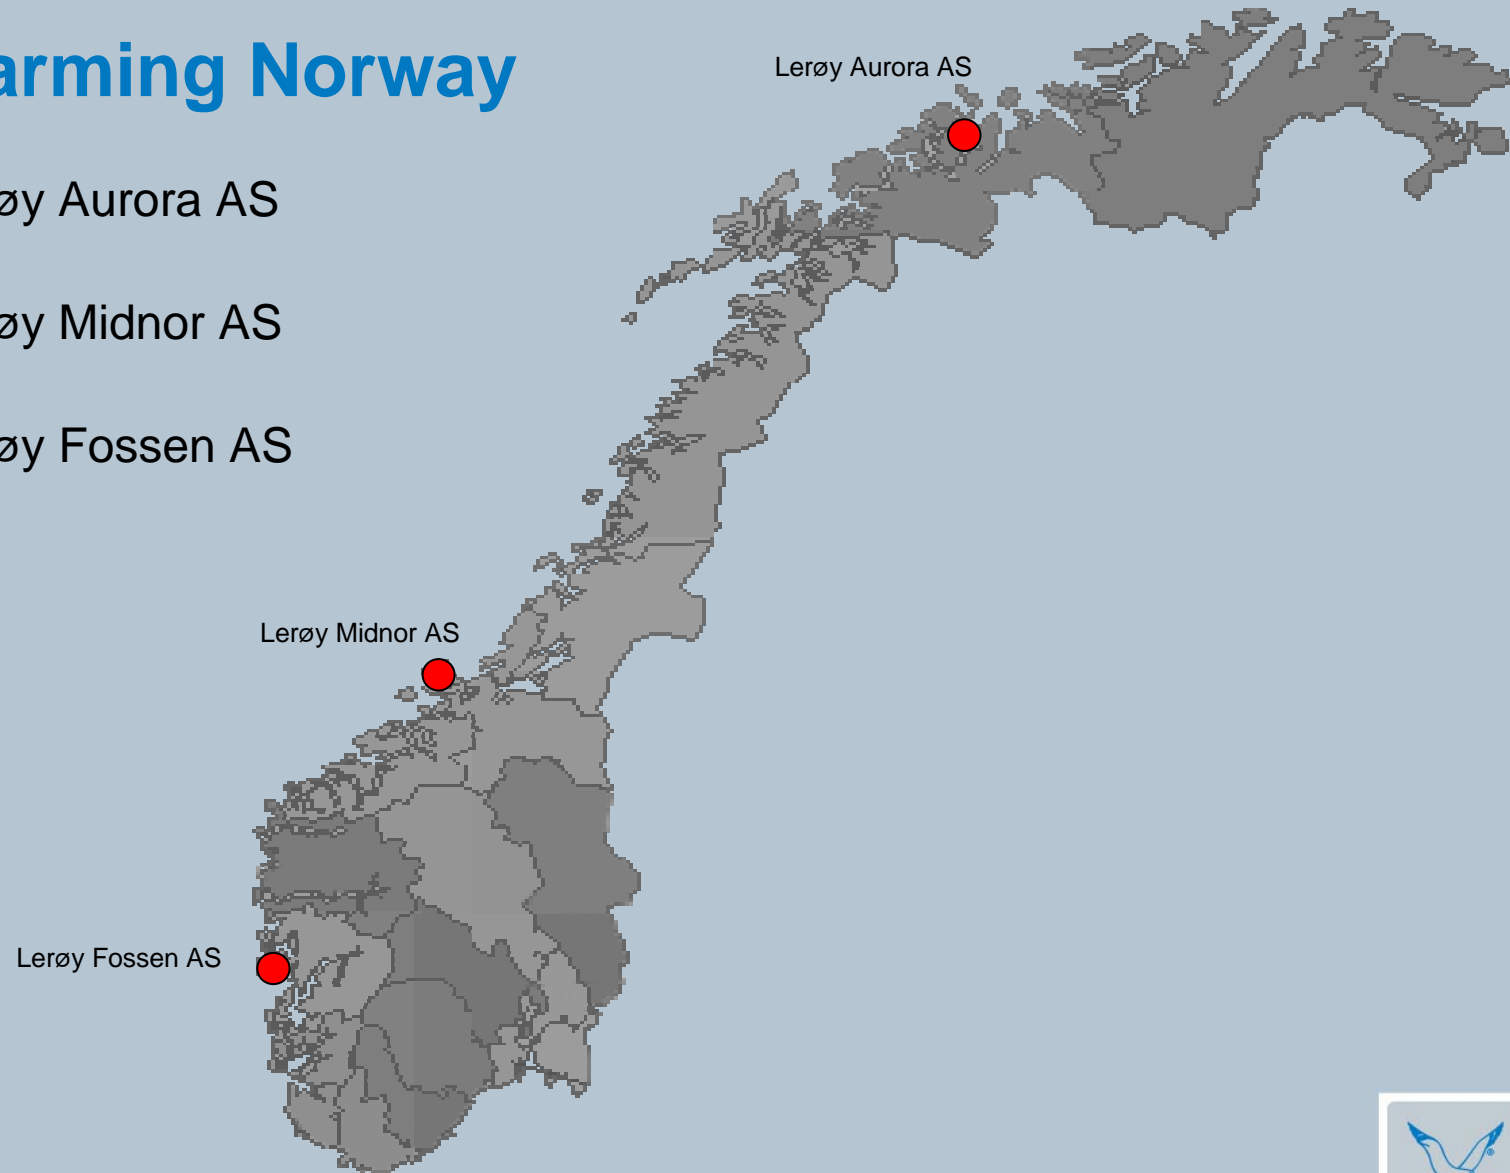 arming Norway
Lerøy Aurora AS
øy Aurora AS
øy Midnor AS
øy Fossen AS
Lerøy Midnor AS
Lerøy Fossen AS
®